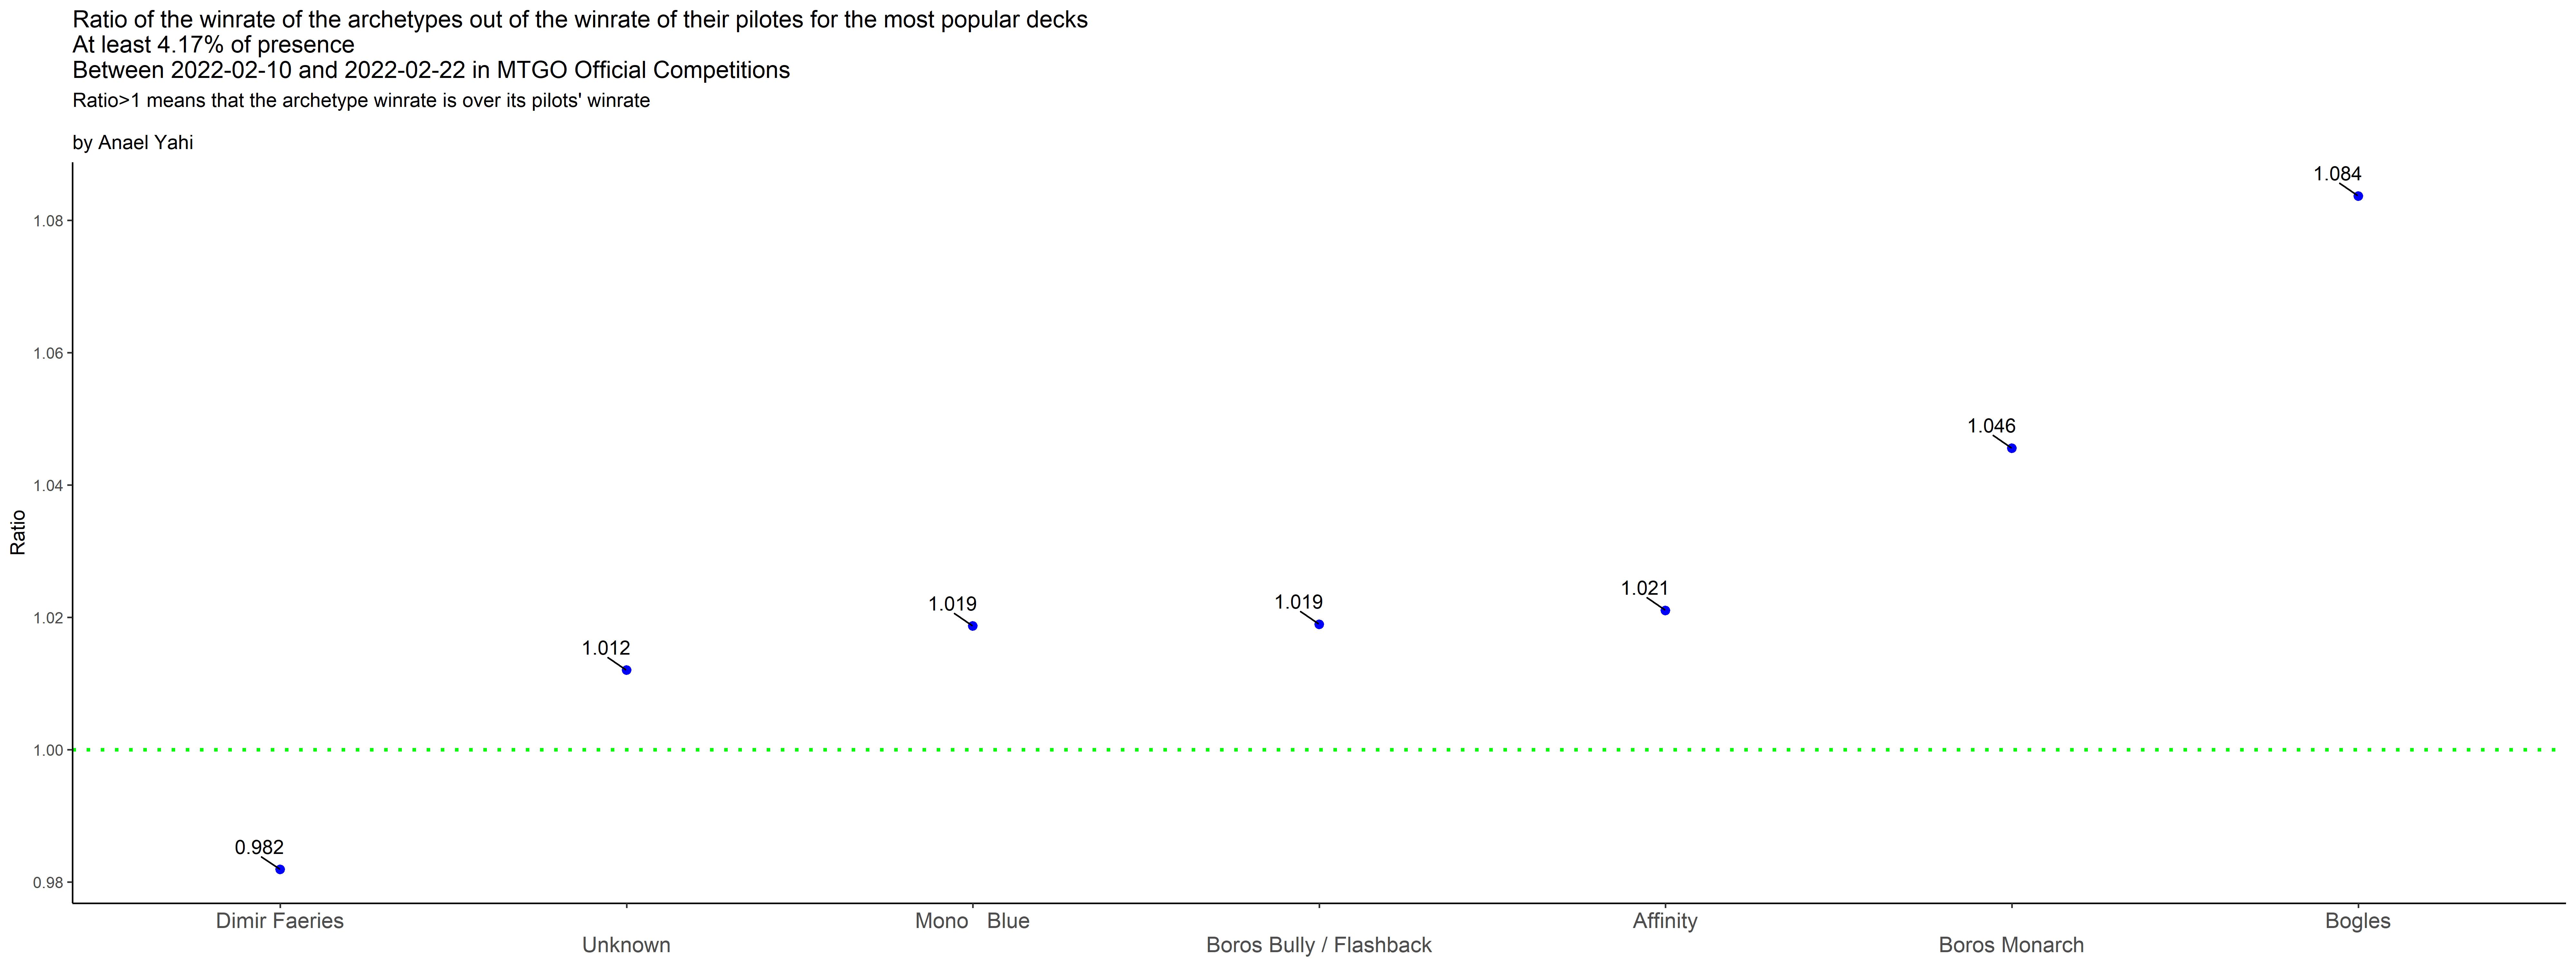 Ratio of the winrate of the archetypes out of the winrate of their pilotes for the most popular decks
At least 4.17% of presence
Between 2022-02-10 and 2022-02-22 in MTGO Official Competitions
Ratio>1 means that the archetype winrate is over its pilots' winrate
by Anael Yahi
1.084
1.08
1.06
1.046
1.04
Ratio
1.021
1.019
1.019
1.02
1.012
1.00
0.982
0.98
Dimir Faeries
Unknown
Mono Blue
Boros Bully / Flashback
Affinity
Boros Monarch
Bogles